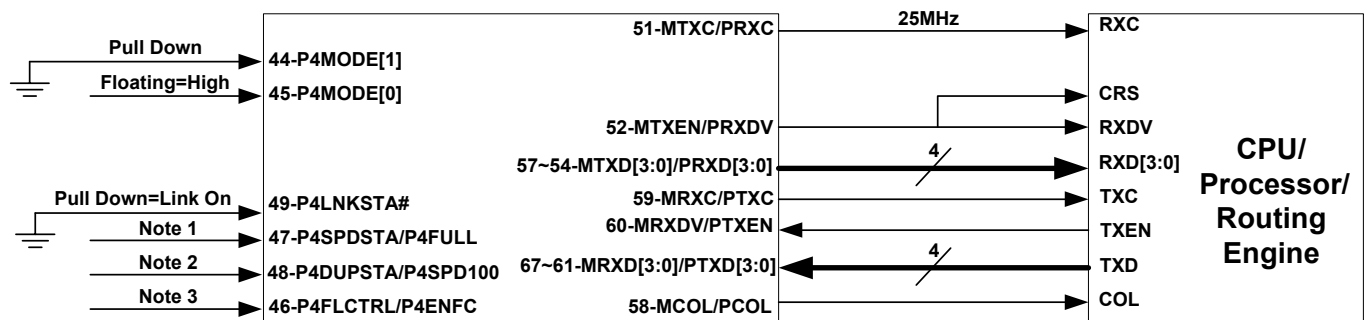 51-MTXC/PRXC
25MHz
RXC
Pull Down
44-P4MODE[1]
Floating=High
45-P4MODE[0]
CRS
52-MTXEN/PRXDV
RXDV
57~54-MTXD[3:0]/PRXD[3:0]
4
RXD[3:0]
CPU/
Processor/
Routing
Engine
Pull Down=Link On
49-P4LNKSTA#
59-MRXC/PTXC
TXC
Note 1
47-P4SPDSTA/P4FULL
60-MRXDV/PTXEN
TXEN
Note 2
48-P4DUPSTA/P4SPD100
67~61-MRXD[3:0]/PTXD[3:0]
4
TXD
Note 3
46-P4FLCTRL/P4ENFC
58-MCOL/PCOL
COL